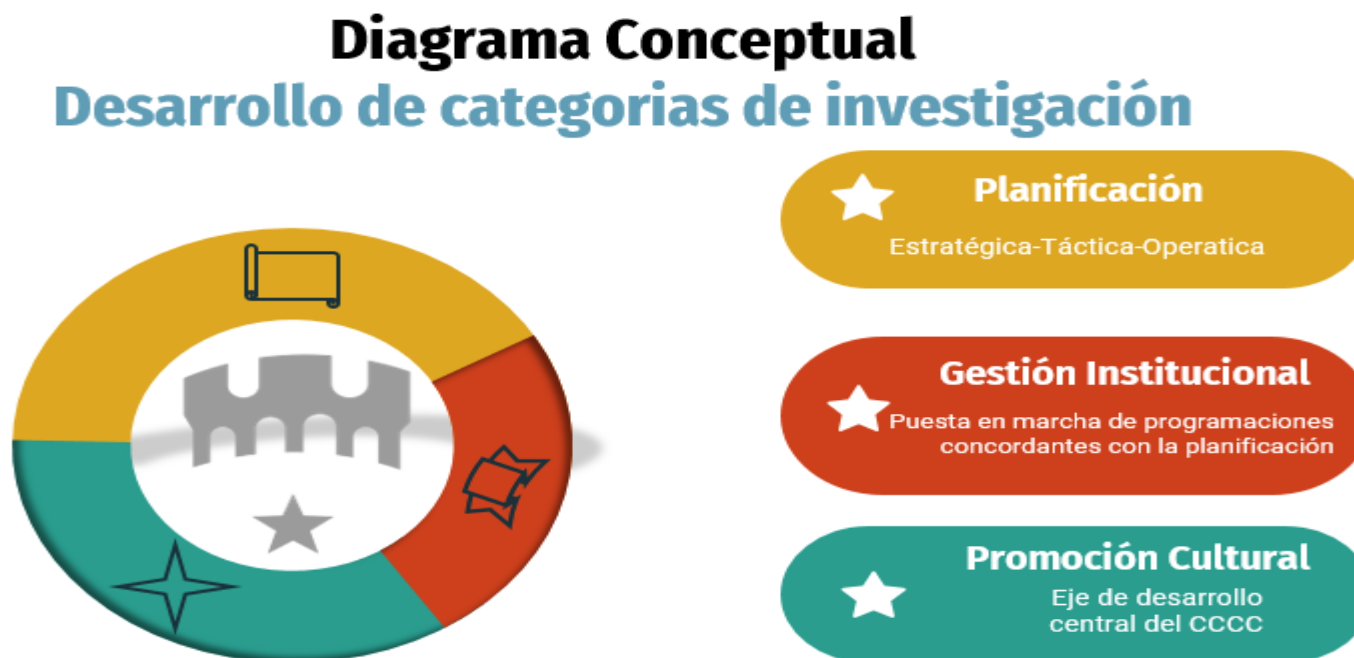 Diagrama Conceptual
Desarrollo de categorias de investigación
Planificación
Estratégica-Táctica-Operatica
Gestión Institucional
Puesta en marcha de programaciones
concordantes con la planificación
Promoción Cultural
Eje de desarrollo
central del CCCC